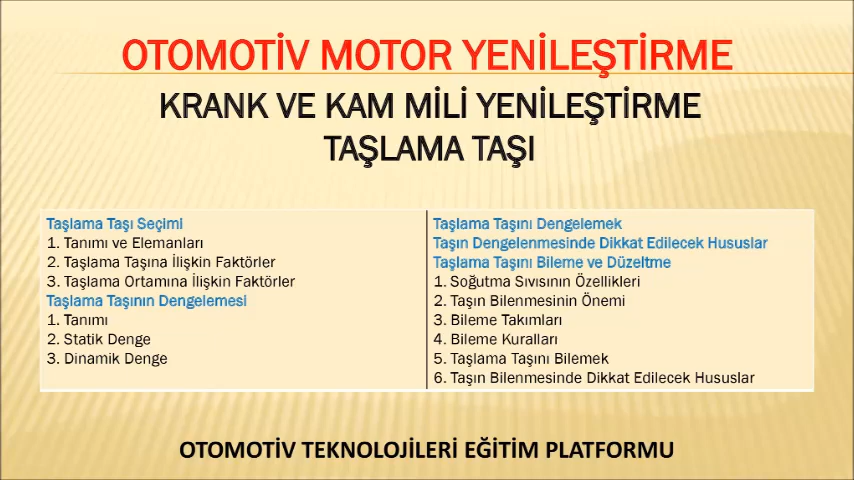 OTOMOTİV MOTOR YENİLEŞTİRME
KRANK VE KAM MİLİ YENİLEŞTİRME
TAŞLAMA TAŞI
Taşlama Taşı Seçimi
1. Tanımı ve Elemanları
2. Taşlama Taşına İlişkin Faktörler
3. Taşlama Ortamına İlişkin Faktörler
Taşlama Taşının Dengelemesi
1. Tanımı
2. Statik Denge
3. Dinamik Denge
Taşlama Taşını Dengelemek
Taşın Dengelenmesinde Dikkat Edilecek Hususlar
Taşlama Taşını Bileme ve Düzeltme
1. Soğutma Sıvısının Özellikleri
2. Taşın Bilenmesinin Önemi
3. Bileme Takımları
4. Bileme Kuralları
5. Taşlama Taşını Bilemek
6. Taşın Bilenmesinde Dikkat Edilecek Hususlar
OTOMOTİV TEKNOLOJİLERİ EĞİTİM PLATFORMU